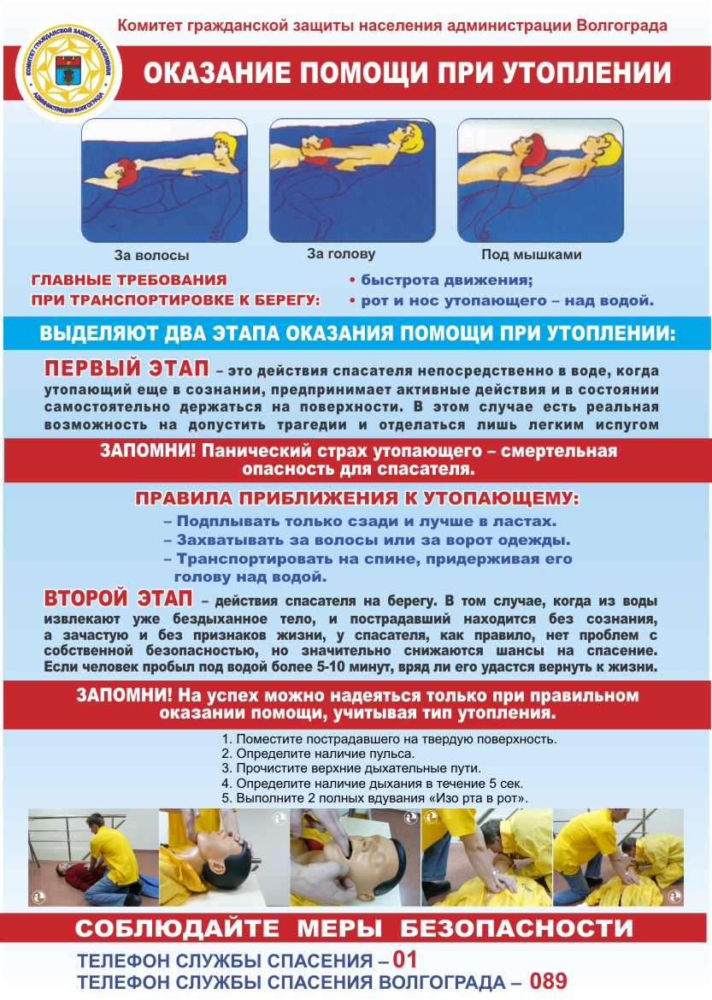 Комитет гражданской защиты населения администрации Волгограда
КОМИТЕТ ГРАЖДАНСКОЙ ЗАЩИТЫ НАСЕЛЕНИЯ
АДМИНИСТРАЦИЯ ВОЛГОГРАДА
ОКАЗАНИЕ ПОМОЩИ ПРИ УТОПЛЕНИИ
За волосы
За голову
Под мышками
ГЛАВНЫЕ ТРЕБОВАНИЯ
ПРИ ТРАНСПОРТИРОВКЕ К БЕРЕГУ:
• быстрота движения;
• рот и нос утопающего – над водой.
ВЫДЕЛЯЮТ ДВА ЭТАПА ОКАЗАНИЯ ПОМОЩИ ПРИ УТОПЛЕНИИ:
ПЕРВЫЙ ЭТАП – это действия спасателя непосредственно в воде, когда
утопающий еще в сознании, предпринимает активные действия и в состоянии
самостоятельно держаться на поверхности. В этом случае есть реальная
возможность на допустить трагедии и отделаться лишь легким испугом
ЗАПОМНИ! Панический страх утопающего – смертельная
опасность для спасателя.
ПРАВИЛА ПРИБЛИЖЕНИЯ К УТОПАЮЩЕМУ:
– Подплывать только сзади и лучше в ластах.
– Захватывать за волосы или за ворот одежды.
– Транспортировать на спине, придерживая его
голову над водой.
ВТОРОЙ ЭТАП – действия спасателя на берегу. В том случае, когда из воды
извлекают уже бездыханное тело, и пострадавший находится без сознания,
а зачастую и без признаков жизни, у спасателя, как правило, нет проблем с
собственной безопасностью, но значительно снижаются шансы на спасение.
Если человек пробыл под водой более 5-10 минут, вряд ли его удастся вернуть к жизни.
ЗАПОМНИ! На успех можно надеяться только при правильном
оказании помощи, учитывая тип утопления.
1. Поместите пострадавшего на твердую поверхность.
2. Определите наличие пульса.
3. Прочистите верхние дыхательные пути.
4. Определите наличие дыхания в течение 5 сек.
5. Выполните 2 полных вдувания «Изо рта в рот».
СОБЛЮДАЙТЕ МЕРЫ БЕЗОПАСНОСТИ
ТЕЛЕФОН СЛУЖБЫ СПАСЕНИЯ – 01
ТЕЛЕФОН СЛУЖБЫ СПАСЕНИЯ ВОЛГОГРАДА – 089